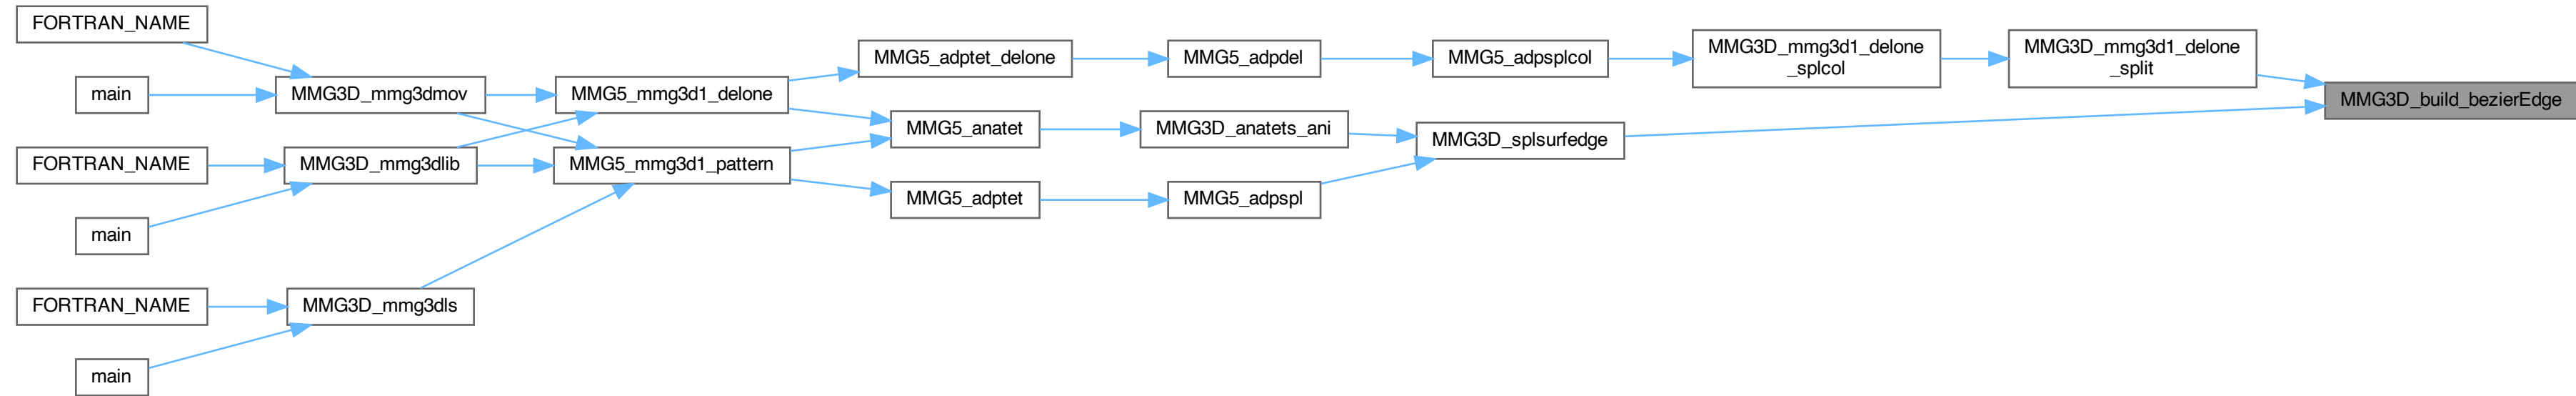 FORTRAN_NAME
main
MMG3D_mmg3dmov
FORTRAN_NAME
MMG3D_mmg3dlib
main
FORTRAN_NAME
MMG3D_mmg3dls
main
MMG5_mmg3d1_delone
MMG5_mmg3d1_pattern
MMG5_adptet_delone
MMG5_anatet
MMG5_adptet
MMG5_adpdel
MMG3D_anatets_ani
MMG5_adpspl
MMG5_adpsplcol
MMG3D_splsurfedge
MMG3D_mmg3d1_delone
_splcol
MMG3D_mmg3d1_delone
_split
MMG3D_build_bezierEdge